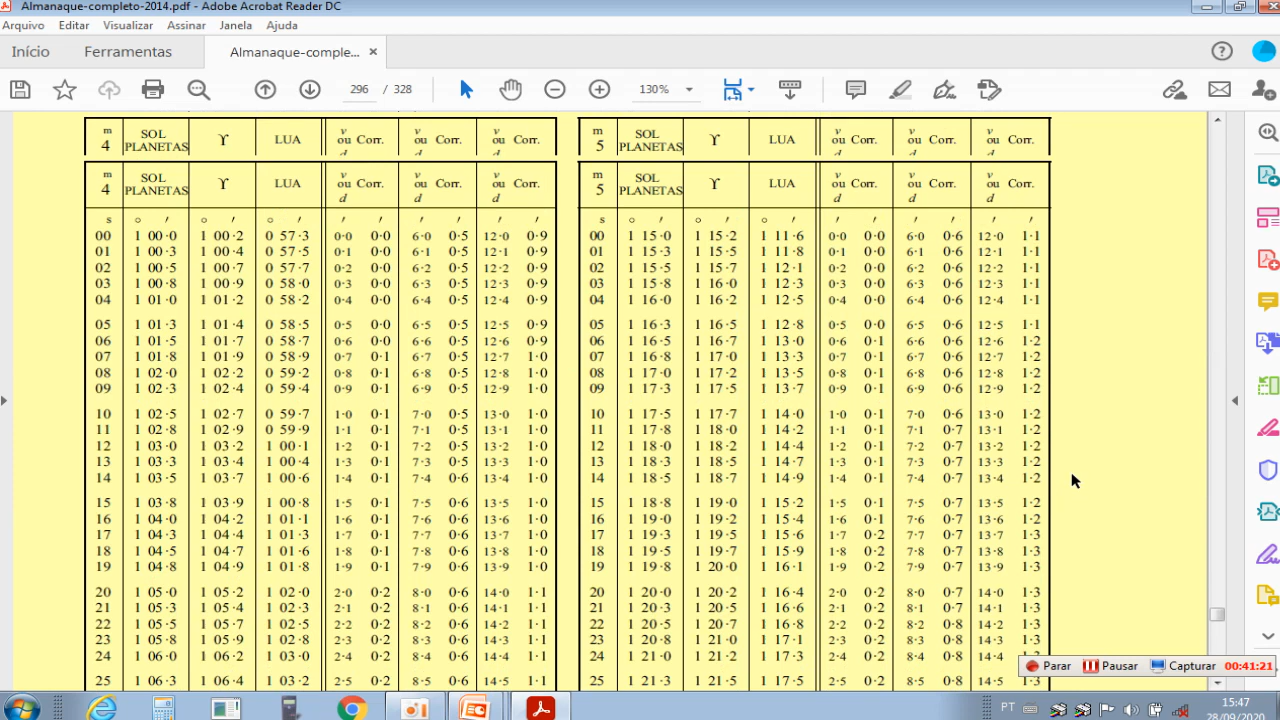 Almanaque-completo-2014.pdf - Adobe Acrobat Reader DC
Arquivo Editar Visualizar Assinar Janela Ajuda
Início Ferramentas Almanaque-comple... ×
296 / 328 130%
m 4 SOL PLANETAS ϒ LUA v ou d Corr. v ou d Corr. v ou d Corr. m 5 SOL PLANETAS ϒ LUA v ou d Corr. v ou d Corr. v ou d Corr.
m 4 SOL PLANETAS ϒ LUA v ou d Corr. v ou d Corr. v ou d Corr. m 5 SOL PLANETAS ϒ LUA v ou d Corr. v ou d Corr. v ou d Corr.
s ° ′ ° ′ ° ′ ′ ′ ′ ′ ′ ′ s ° ′ ° ′ ° ′ ′ ′ ′ ′ ′ ′
00 1 00·0 1 00·2 0 57·3 0·0 0·0 6·0 0·5 12·0 0·9 00 1 15·0 1 15·2 1 11·6 0·0 0·0 6·0 0·6 12·0 1·1
01 1 00·3 1 00·4 0 57·5 0·1 0·0 6·1 0·5 12·1 0·9 01 1 15·3 1 15·5 1 11·8 0·1 0·0 6·1 0·6 12·1 1·1
02 1 00·5 1 00·7 0 57·7 0·2 0·0 6·2 0·5 12·2 0·9 02 1 15·5 1 15·7 1 12·1 0·2 0·0 6·2 0·6 12·2 1·1
03 1 00·8 1 00·9 0 58·0 0·3 0·0 6·3 0·5 12·3 0·9 03 1 15·8 1 16·0 1 12·3 0·3 0·0 6·3 0·6 12·3 1·1
04 1 01·0 1 01·2 0 58·2 0·4 0·0 6·4 0·5 12·4 0·9 04 1 16·0 1 16·2 1 12·5 0·4 0·0 6·4 0·6 12·4 1·1
05 1 01·3 1 01·4 0 58·5 0·5 0·0 6·5 0·5 12·5 0·9 05 1 16·3 1 16·5 1 12·8 0·5 0·0 6·5 0·6 12·5 1·1
06 1 01·5 1 01·7 0 58·7 0·6 0·0 6·6 0·5 12·6 0·9 06 1 16·5 1 16·7 1 13·0 0·6 0·1 6·6 0·6 12·6 1·2
07 1 01·8 1 01·9 0 58·9 0·7 0·1 6·7 0·5 12·7 1·0 07 1 16·8 1 17·0 1 13·3 0·7 0·1 6·7 0·6 12·7 1·2
08 1 02·0 1 02·2 0 59·2 0·8 0·1 6·8 0·5 12·8 1·0 08 1 17·0 1 17·2 1 13·5 0·8 0·1 6·8 0·6 12·8 1·2
09 1 02·3 1 02·4 0 59·4 0·9 0·1 6·9 0·5 12·9 1·0 09 1 17·3 1 17·5 1 13·7 0·9 0·1 6·9 0·6 12·9 1·2
10 1 02·5 1 02·7 0 59·7 1·0 0·1 7·0 0·5 13·0 1·0 10 1 17·5 1 17·7 1 14·0 1·0 0·1 7·0 0·6 13·0 1·2
11 1 02·8 1 02·9 0 59·9 1·1 0·1 7·1 0·5 13·1 1·0 11 1 17·8 1 18·0 1 14·2 1·1 0·1 7·1 0·7 13·1 1·2
12 1 03·0 1 03·2 1 00·1 1·2 0·1 7·2 0·5 13·2 1·0 12 1 18·0 1 18·2 1 14·4 1·2 0·1 7·2 0·7 13·2 1·2
13 1 03·3 1 03·4 1 00·4 1·3 0·1 7·3 0·5 13·3 1·0 13 1 18·3 1 18·5 1 14·7 1·3 0·1 7·3 0·7 13·3 1·2
14 1 03·5 1 03·7 1 00·6 1·4 0·1 7·4 0·6 13·4 1·0 14 1 18·5 1 18·7 1 14·9 1·4 0·1 7·4 0·7 13·4 1·2
15 1 03·8 1 03·9 1 00·8 1·5 0·1 7·5 0·6 13·5 1·0 15 1 18·8 1 19·0 1 15·2 1·5 0·1 7·5 0·7 13·5 1·2
16 1 04·0 1 04·2 1 01·1 1·6 0·1 7·6 0·6 13·6 1·0 16 1 19·0 1 19·2 1 15·4 1·6 0·1 7·6 0·7 13·6 1·2
17 1 04·3 1 04·4 1 01·3 1·7 0·1 7·7 0·6 13·7 1·0 17 1 19·3 1 19·5 1 15·6 1·7 0·2 7·7 0·7 13·7 1·3
18 1 04·5 1 04·7 1 01·6 1·8 0·1 7·8 0·6 13·8 1·0 18 1 19·5 1 19·7 1 15·9 1·8 0·2 7·8 0·7 13·8 1·3
19 1 04·8 1 04·9 1 01·8 1·9 0·1 7·9 0·6 13·9 1·0 19 1 19·8 1 20·0 1 16·1 1·9 0·2 7·9 0·7 13·9 1·3
20 1 05·0 1 05·2 1 02·0 2·0 0·2 8·0 0·6 14·0 1·1 20 1 20·0 1 20·2 1 16·4 2·0 0·2 8·0 0·7 14·0 1·3
21 1 05·3 1 05·4 1 02·3 2·1 0·2 8·1 0·6 14·1 1·1 21 1 20·3 1 20·5 1 16·6 2·1 0·2 8·1 0·7 14·1 1·3
22 1 05·5 1 05·7 1 02·5 2·2 0·2 8·2 0·6 14·2 1·1 22 1 20·5 1 20·7 1 16·8 2·2 0·2 8·2 0·8 14·2 1·3
23 1 05·8 1 05·9 1 02·8 2·3 0·2 8·3 0·6 14·3 1·1 23 1 20·8 1 21·0 1 17·1 2·3 0·2 8·3 0·8 14·3 1·3
24 1 06·0 1 06·2 1 03·0 2·4 0·2 8·4 0·6 14·4 1·1 24 1 21·0 1 21·2 1 17·3 2·4 0·2 8·4 0·8 14·4
25 1 06·3 1 06·4 1 03·2 2·5 0·2 8·5 0·6 14·5 1·1 25 1 21·3 1 21·5 1 17·5 2·5 0·2 8·5 0·8 14·5 1·3
Parar Pausar Capturar 00:41:21
PT 15:47
28/09/2020